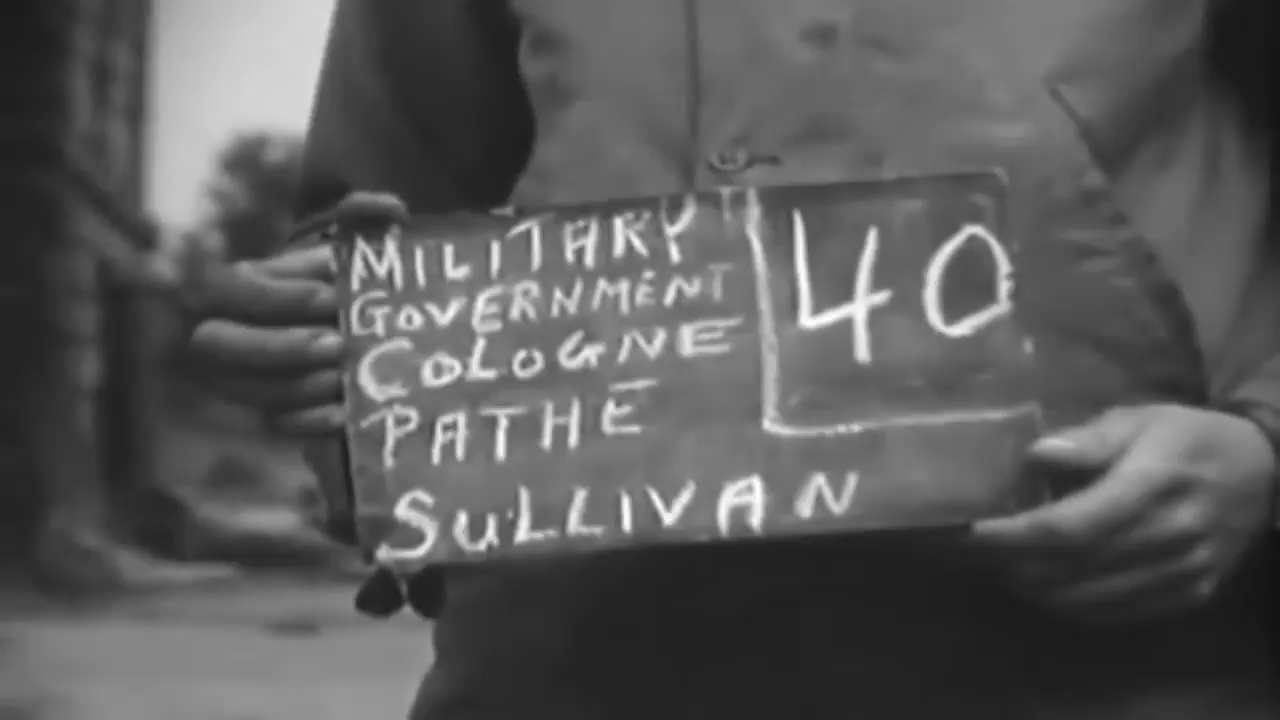 MILITARY
GOVERNMENT
COLOGNE
PATHE
SULLIVAN
40